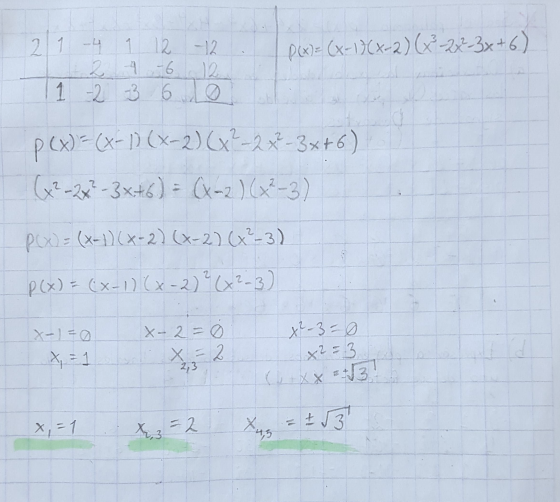 2 | 1 -4 1 12 -12
2 -4 -6 12
1 -2 -3 6 | 0
p(x) = (x-1)(x-2)(x³-2x²-3x+6)
p(x) = (x-1)(x-2)(x²-2x²-3x+6)
(x²-2x²-3x+6) = (x-2)(x²-3)
p(x) = (x-1)(x-2)(x-2)(x²-3)
p(x) = (x-1)(x-2)²(x²-3)
x-1=0 x-2=0 x²-3=0
x₁=1 x₂,₃=2 x²=3
x=±√3
x₁=1 x₂,₃=2 x₄,₅=±√3